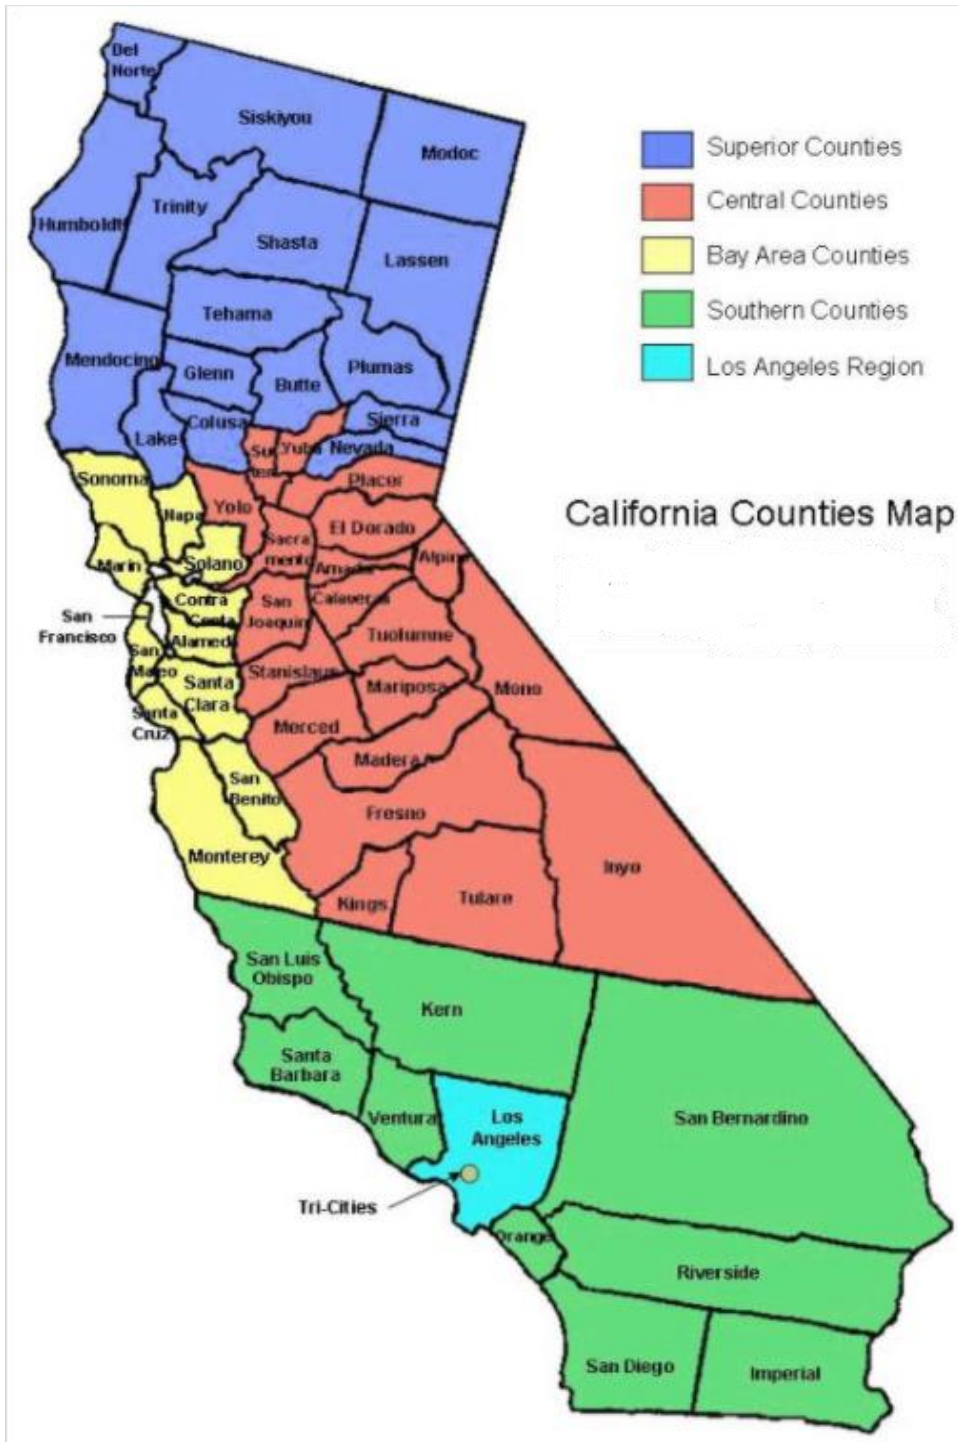 Del
Norte
Siskiyou
Modoc
Humboldt
Trinity
Shasta
Lassen
Tehama
Mendocino
Glenn
Butte
Plumas
Lake
Colusa
Sierra
Yuba
Nevada
Sutter
Placer
Sonoma
Napa
Yolo
El Dorado
Sacra
mento
Alpine
Marin
Solano
Amador
Calaveras
Contra
Costa
San
Joaquin
San
Francisco
Alameda
Tuolumne
San
Mateo
Stanislaus
Santa
Clara
Mariposa
Mono
Santa
Cruz
Merced
Madera
San
Benito
Fresno
Monterey
Inyo
Kings
Tulare
San Luis
Obispo
Kern
Santa
Barbara
Ventura
Los
Angeles
San Bernardino
Tri-Cities
Orange
Riverside
San Diego
Imperial
Superior Counties
Central Counties
Bay Area Counties
Southern Counties
Los Angeles Region
California Counties Map